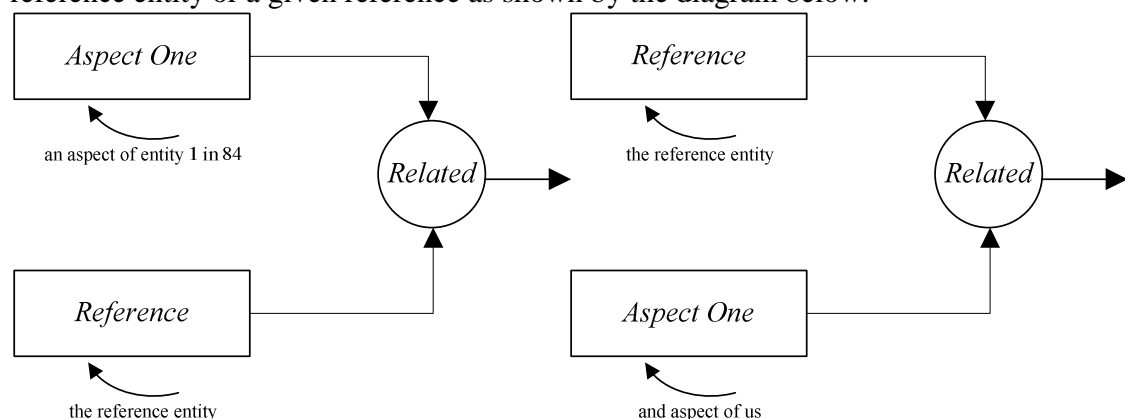 reference entity of a given reference as shown by the diagram below.
Aspect One
an aspect of entity 1 in 84
Related
Reference
the reference entity
Reference
the reference entity
Related
Aspect One
and aspect of us